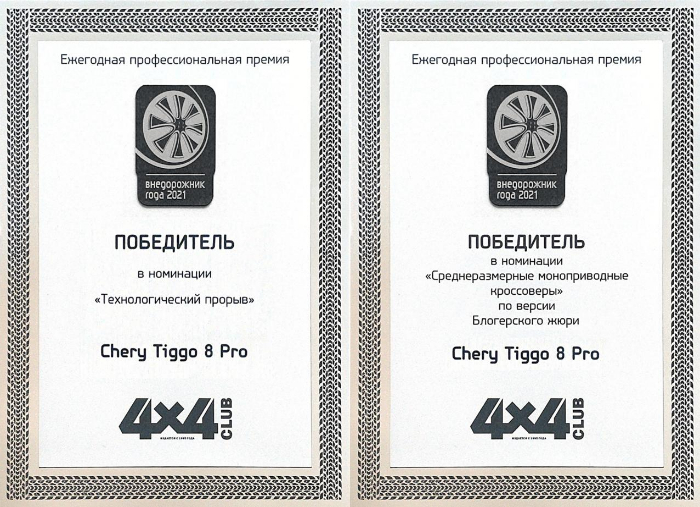 Ежегодная профессиональная премия
внедорожник
года 2021
ПОБЕДИТЕЛЬ
в номинации
«Технологический прорыв»
Chery Tiggo 8 Pro
4x4
CLUB
Ежегодная профессиональная премия
внедорожник
года 2021
ПОБЕДИТЕЛЬ
в номинации
«Среднеразмерные моноприводные
кроссоверы»
по версии
Блогерского жюри
Chery Tiggo 8 Pro
4x4
CLUB